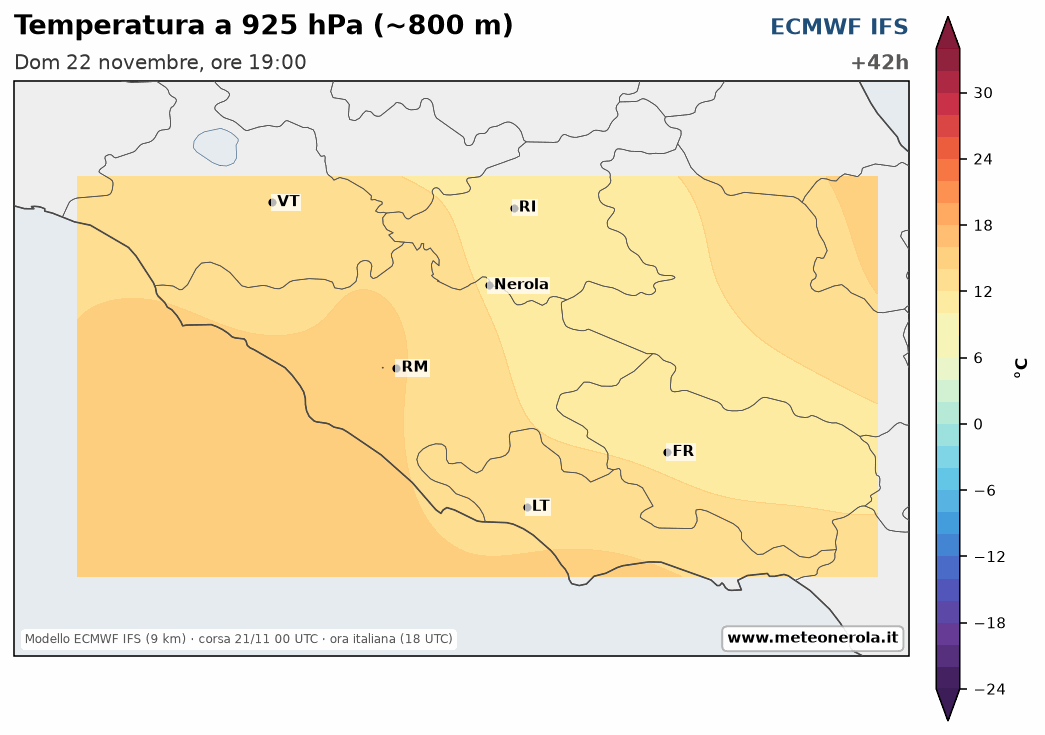 Temperatura a 925 hPa (~800 m)
ECMWF IFS
Dom 22 novembre, ore 19:00
+42h
VT
RI
Nerola
RM
FR
LT
30
24
18
12
6
0
−6
−12
−18
−24
°C
Modello ECMWF IFS (9 km) · corsa 21/11 00 UTC · ora italiana (18 UTC)
www.meteonerola.it